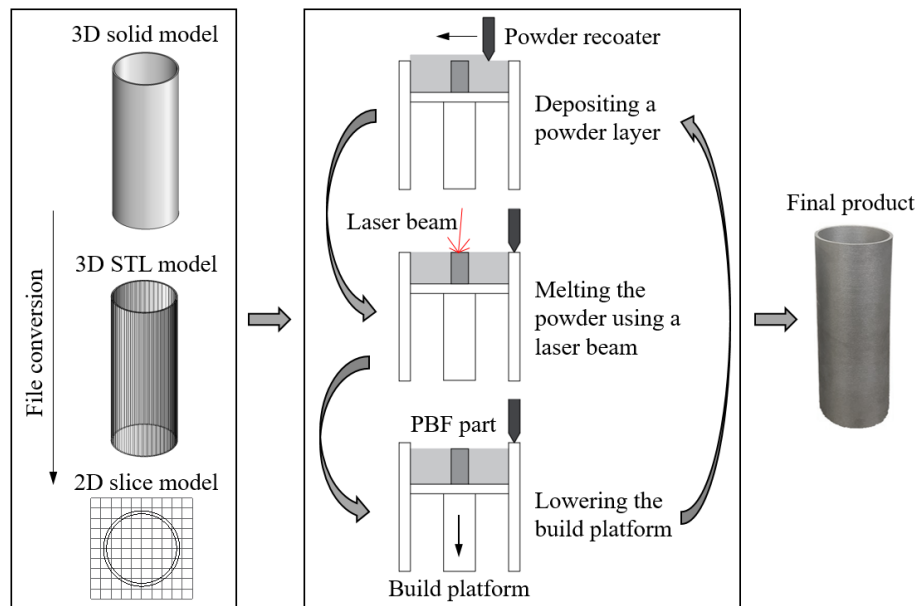 3D solid model
3D STL model
2D slice model
File conversion
Powder recoater
Depositing a
powder layer
Laser beam
Melting the
powder using a
laser beam
PBF part
Lowering the
build platform
Build platform
Final product